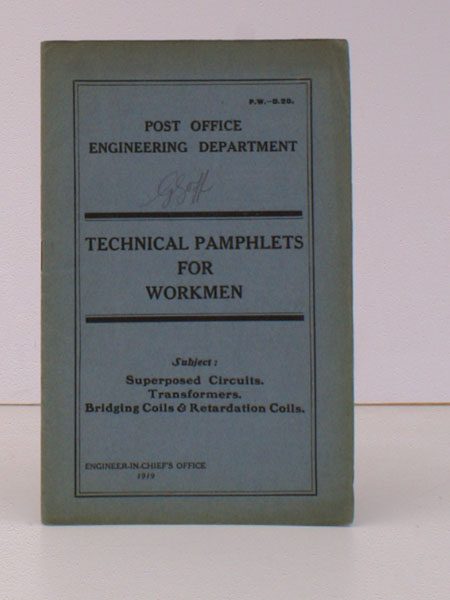 P.W.-G.20.
POST OFFICE
ENGINEERING DEPARTMENT
TECHNICAL PAMPHLETS
FOR
WORKMEN
Subject:
Superposed Circuits.
Transformers.
Bridging Coils & Retardation Coils.
ENGINEER-IN-CHIEF'S OFFICE
1919